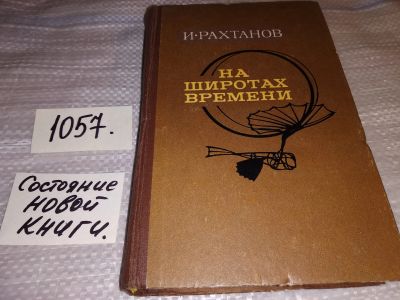 И·РАХТАНОВ
НА
ШИРОТАХ
ВРЕМЕНИ
1057.
Состояние
НОВОЙ
КНИГИ.